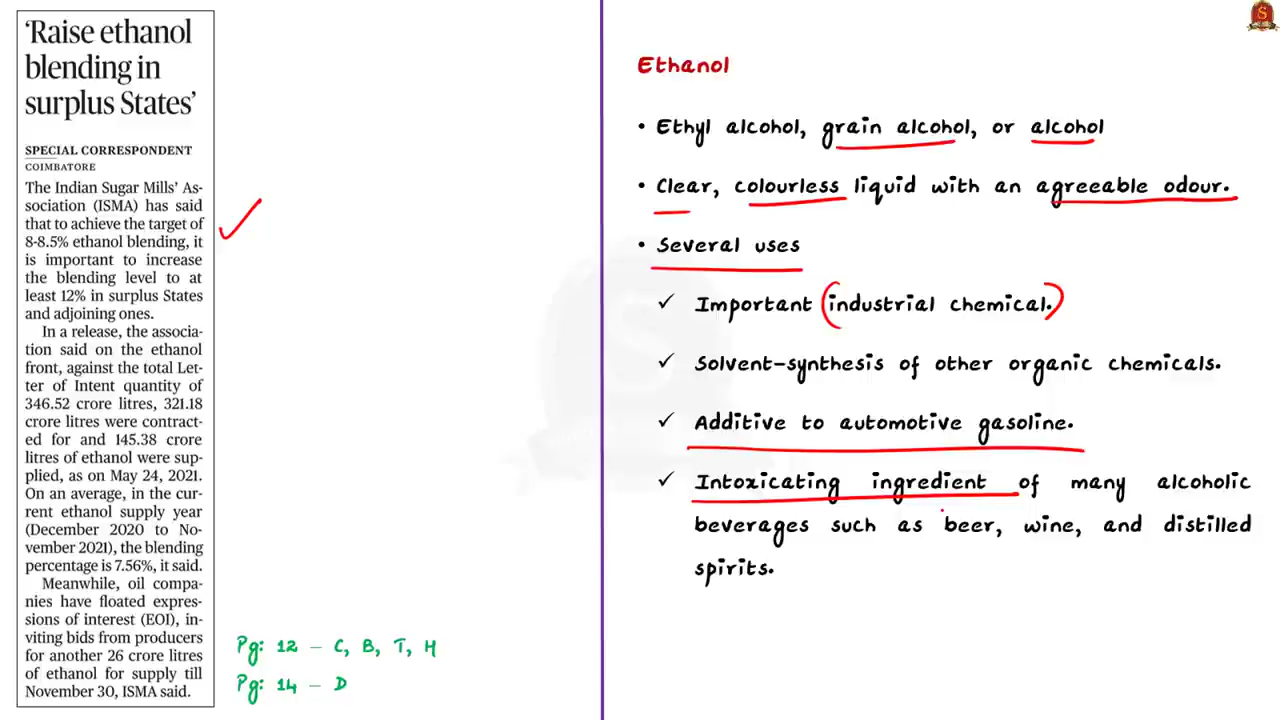 'Raise ethanol
blending in
surplus States'
SPECIAL CORRESPONDENT
COIMBATORE
The Indian Sugar Mills' As-
sociation (ISMA) has said
that to achieve the target of
8-8.5% ethanol blending, it
is important to increase
the blending level to at
least 12% in surplus States
and adjoining ones.
In a release, the associa-
tion said on the ethanol
front, against the total Let-
ter of Intent quantity of
346.52 crore litres, 321.18
crore litres were contract-
ed for and 145.38 crore
litres of ethanol were sup-
plied, as on May 24, 2021.
On an average, in the cur-
rent ethanol supply year
(December 2020 to No-
vember 2021), the blending
percentage is 7.56%, it said.
Meanwhile, oil compa-
nies have floated expres-
sions of interest (EOI), in-
viting bids from producers
for another 26 crore litres
of ethanol for supply till
November 30, ISMA said.
Pg: 12 – C, B, T, H
Pg: 14 – D
Ethanol
• Ethyl alcohol, grain alcohol, or alcohol
• Clear, colourless liquid with an agreeable odour.
• Several uses
✓ Important industrial chemical.
✓ Solvent-synthesis of other organic chemicals.
✓ Additive to automotive gasoline.
✓ Intoxicating ingredient of many alcoholic
beverages such as beer, wine, and distilled
spirits.